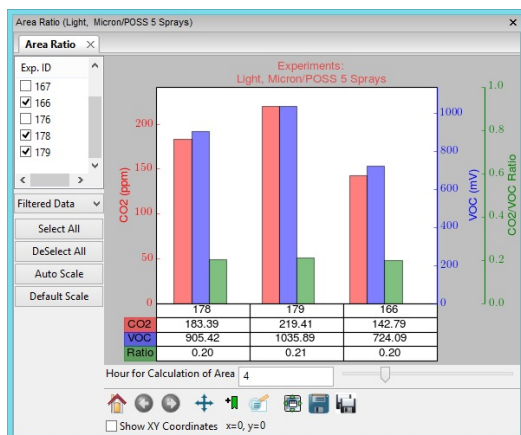 Area Ratio (Light, Micron/POSS 5 Sprays)
Area Ratio
Exp. ID
167
166
176
178
179
Filtered Data
Select All
DeSelect All
Auto Scale
Default Scale
Experiments:
Light, Micron/POSS 5 Sprays
CO2 (ppm)
200
150
100
50
0
VOC (mV)
1000
800
600
400
200
0
CO2/VOC Ratio
1.0
0.8
0.6
0.4
0.2
0.0
178 179 166
CO2 183.39 219.41 142.79
VOC 905.42 1035.89 724.09
Ratio 0.20 0.21 0.20
Hour for Calculation of Area 4
Show XY Coordinates x=0, y=0